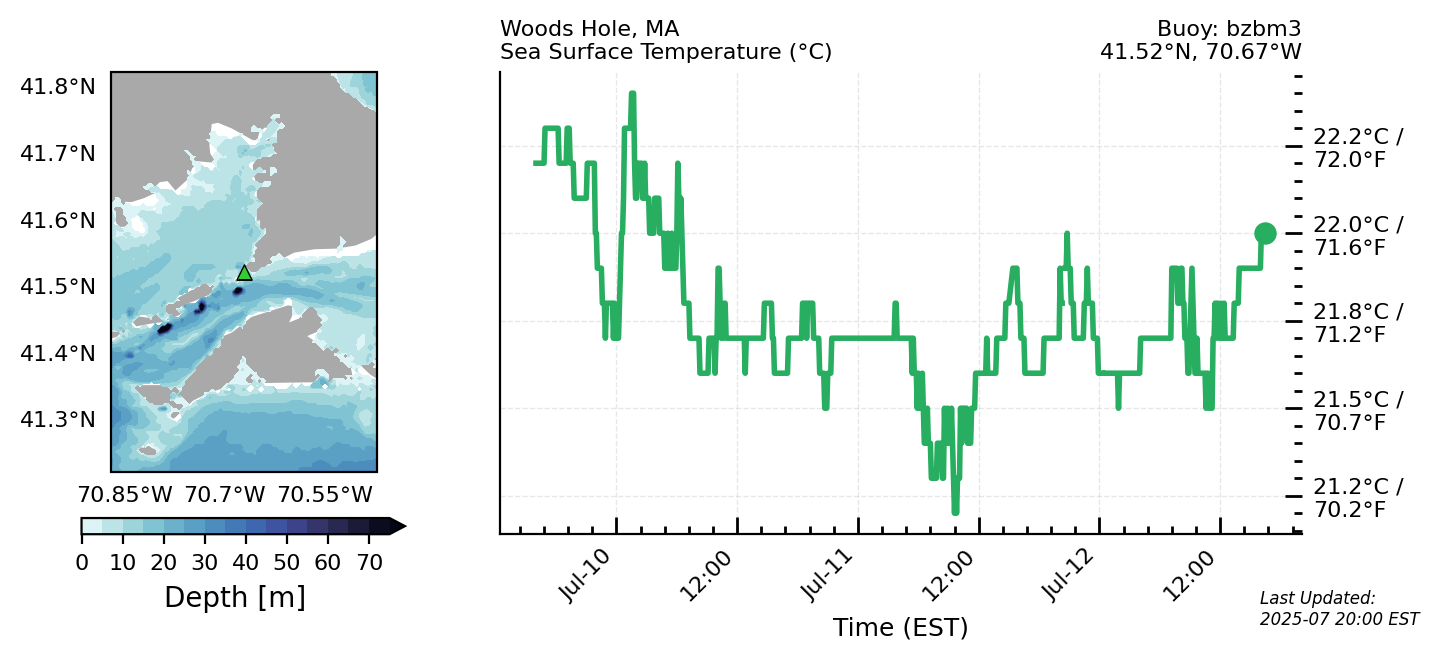 Woods Hole, MA
Sea Surface Temperature (°C)
Buoy: bzbm3
41.52°N, 70.67°W
41.8°N
41.7°N
41.6°N
41.5°N
41.4°N
41.3°N
70.85°W 70.7°W 70.55°W
0 10 20 30 40 50 60 70
Depth [m]
22.2°C /
72.0°F
22.0°C /
71.6°F
21.8°C /
71.2°F
21.5°C /
70.7°F
21.2°C /
70.2°F
Jul-10
12:00
Jul-11
12:00
Jul-12
12:00
Time (EST)
Last Updated:
2025-07 20:00 EST